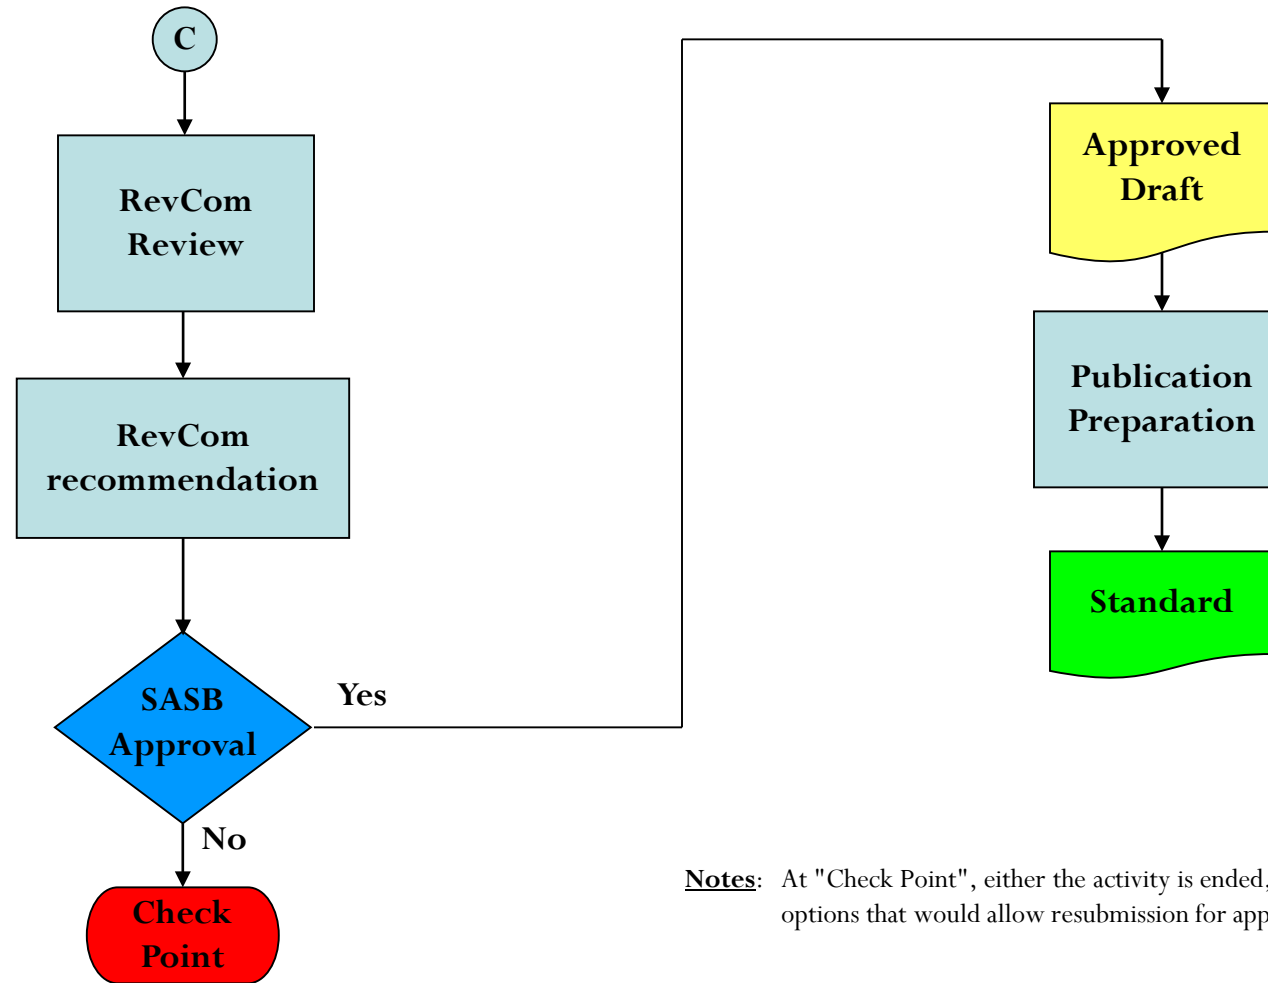 C
RevCom
Review
RevCom
recommendation
SASB
Approval
Yes
No
Check
Point
Approved
Draft
Publication
Preparation
Standard
Notes: At "Check Point", either the activity is ended,
options that would allow resubmission for app